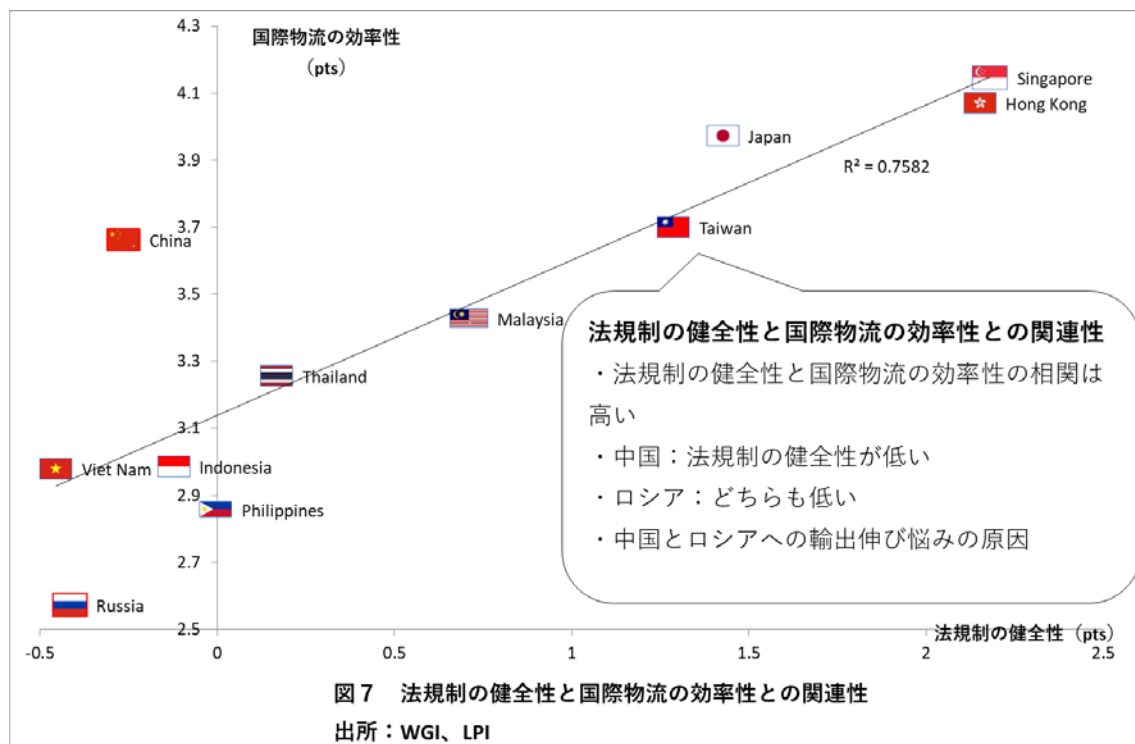 国際物流の効率性
（pts）
4.3
4.1
3.9
3.7
3.5
3.3
3.1
2.9
2.7
2.5
Singapore
Hong Kong
Japan
R² = 0.7582
Taiwan
China
Malaysia
Thailand
Viet Nam
Indonesia
Philippines
Russia
法規制の健全性と国際物流の効率性との関連性
・法規制の健全性と国際物流の効率性の相関は
高い
・中国：法規制の健全性が低い
・ロシア：どちらも低い
・中国とロシアへの輸出伸び悩みの原因
法規制の健全性（pts）
-0.5
0
0.5
1
1.5
2
2.5
図７　法規制の健全性と国際物流の効率性との関連性
出所：WGI、LPI